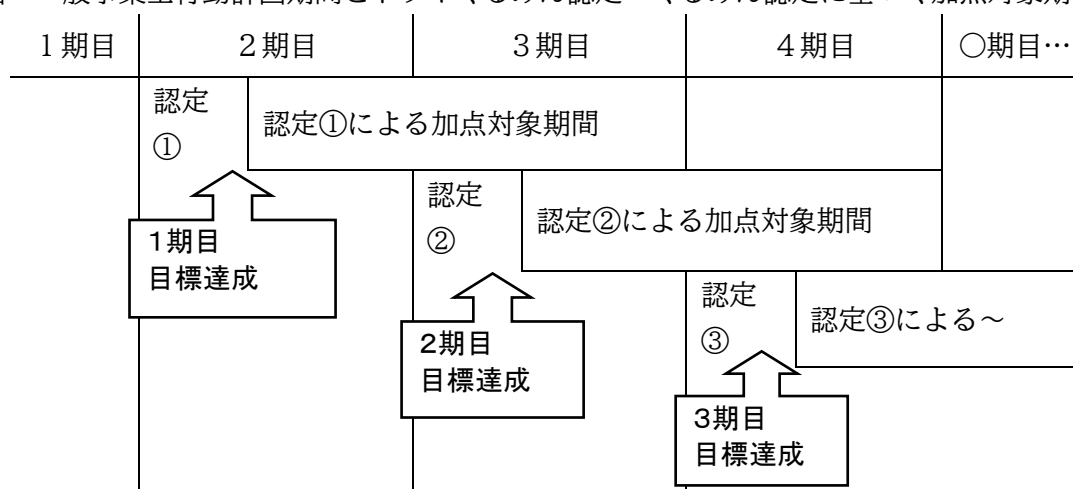 １期目 ２期目 ３期目 ４期目 ○期目…
認定
①
認定①による加点対象期間
1期目
目標達成
認定
②
認定②による加点対象期間
2期目
目標達成
認定
③
認定③による～
3期目
目標達成